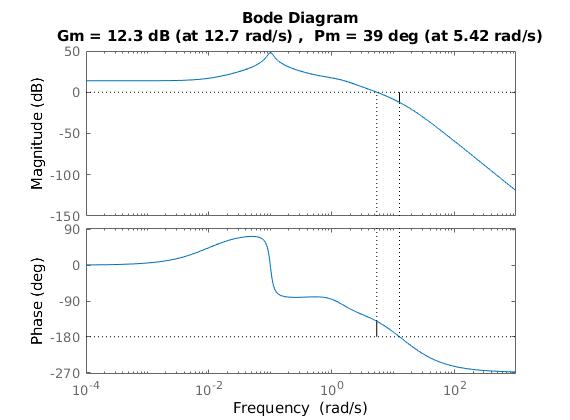 Bode Diagram
Gm = 12.3 dB (at 12.7 rad/s) ,  Pm = 39 deg (at 5.42 rad/s)
50
0
-50
-100
-150
Magnitude (dB)
90
0
-90
-180
-270
Phase (deg)
10^-4
10^-2
10^0
10^2
Frequency  (rad/s)